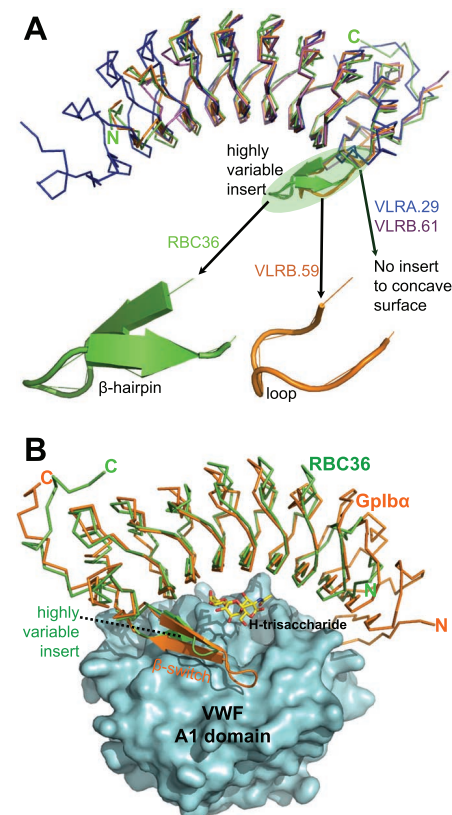 A
C
N
highly
variable
insert
VLRA.29
VLRB.61
RBC36
VLRB.59
No insert
to concave
surface
β-hairpin
loop
B
C
C
RBC36
GpIbα
N
N
highly
variable
insert
H-trisaccharide
β-switch
VWF
A1 domain